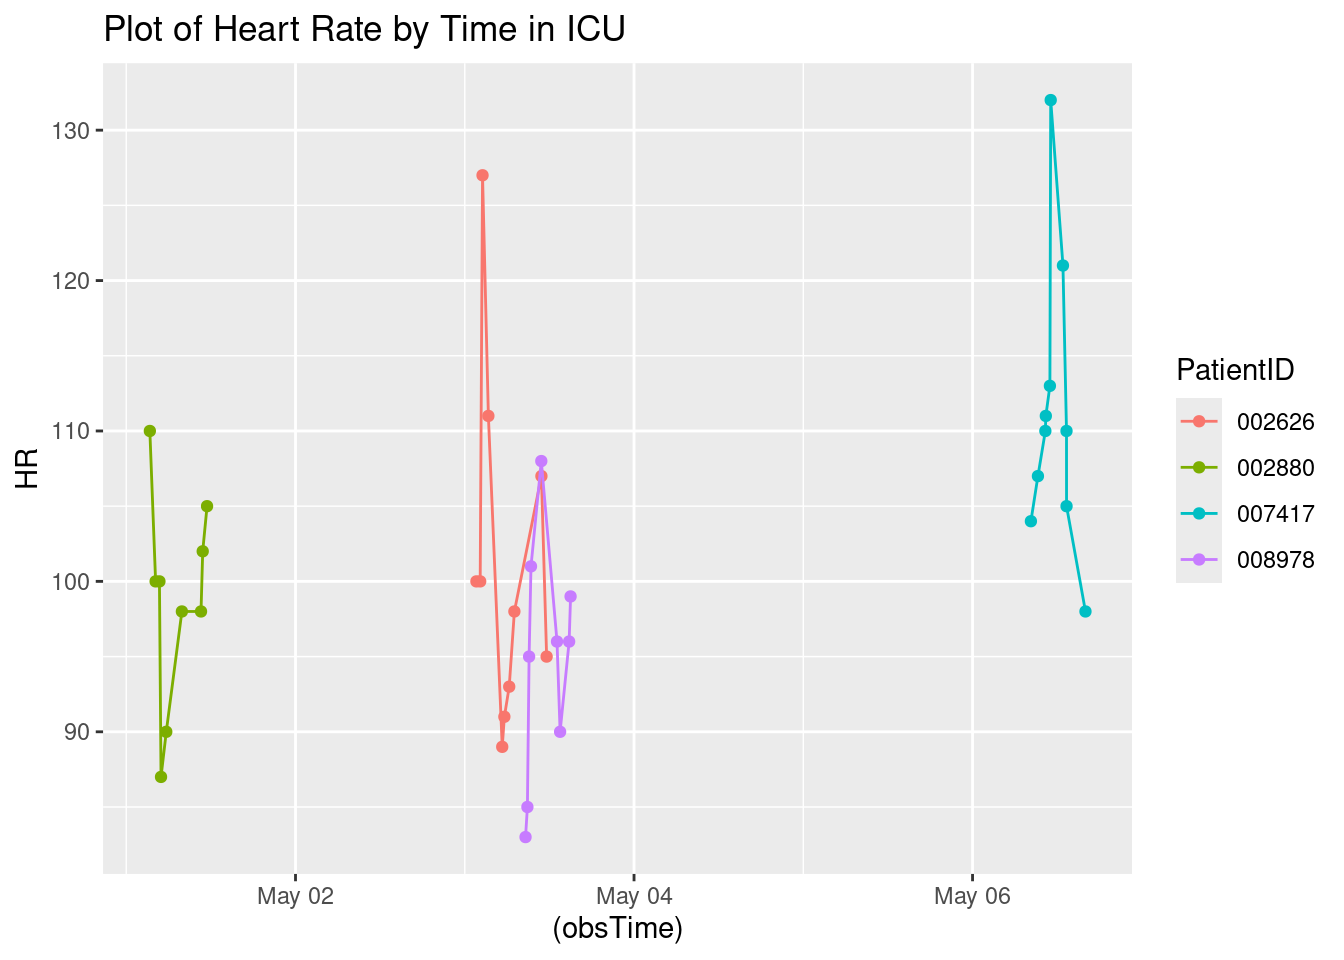 Plot of Heart Rate by Time in ICU
130
120
110
100
90
HR
May 02
May 04
May 06
(obsTime)
PatientID
002626
002880
007417
008978